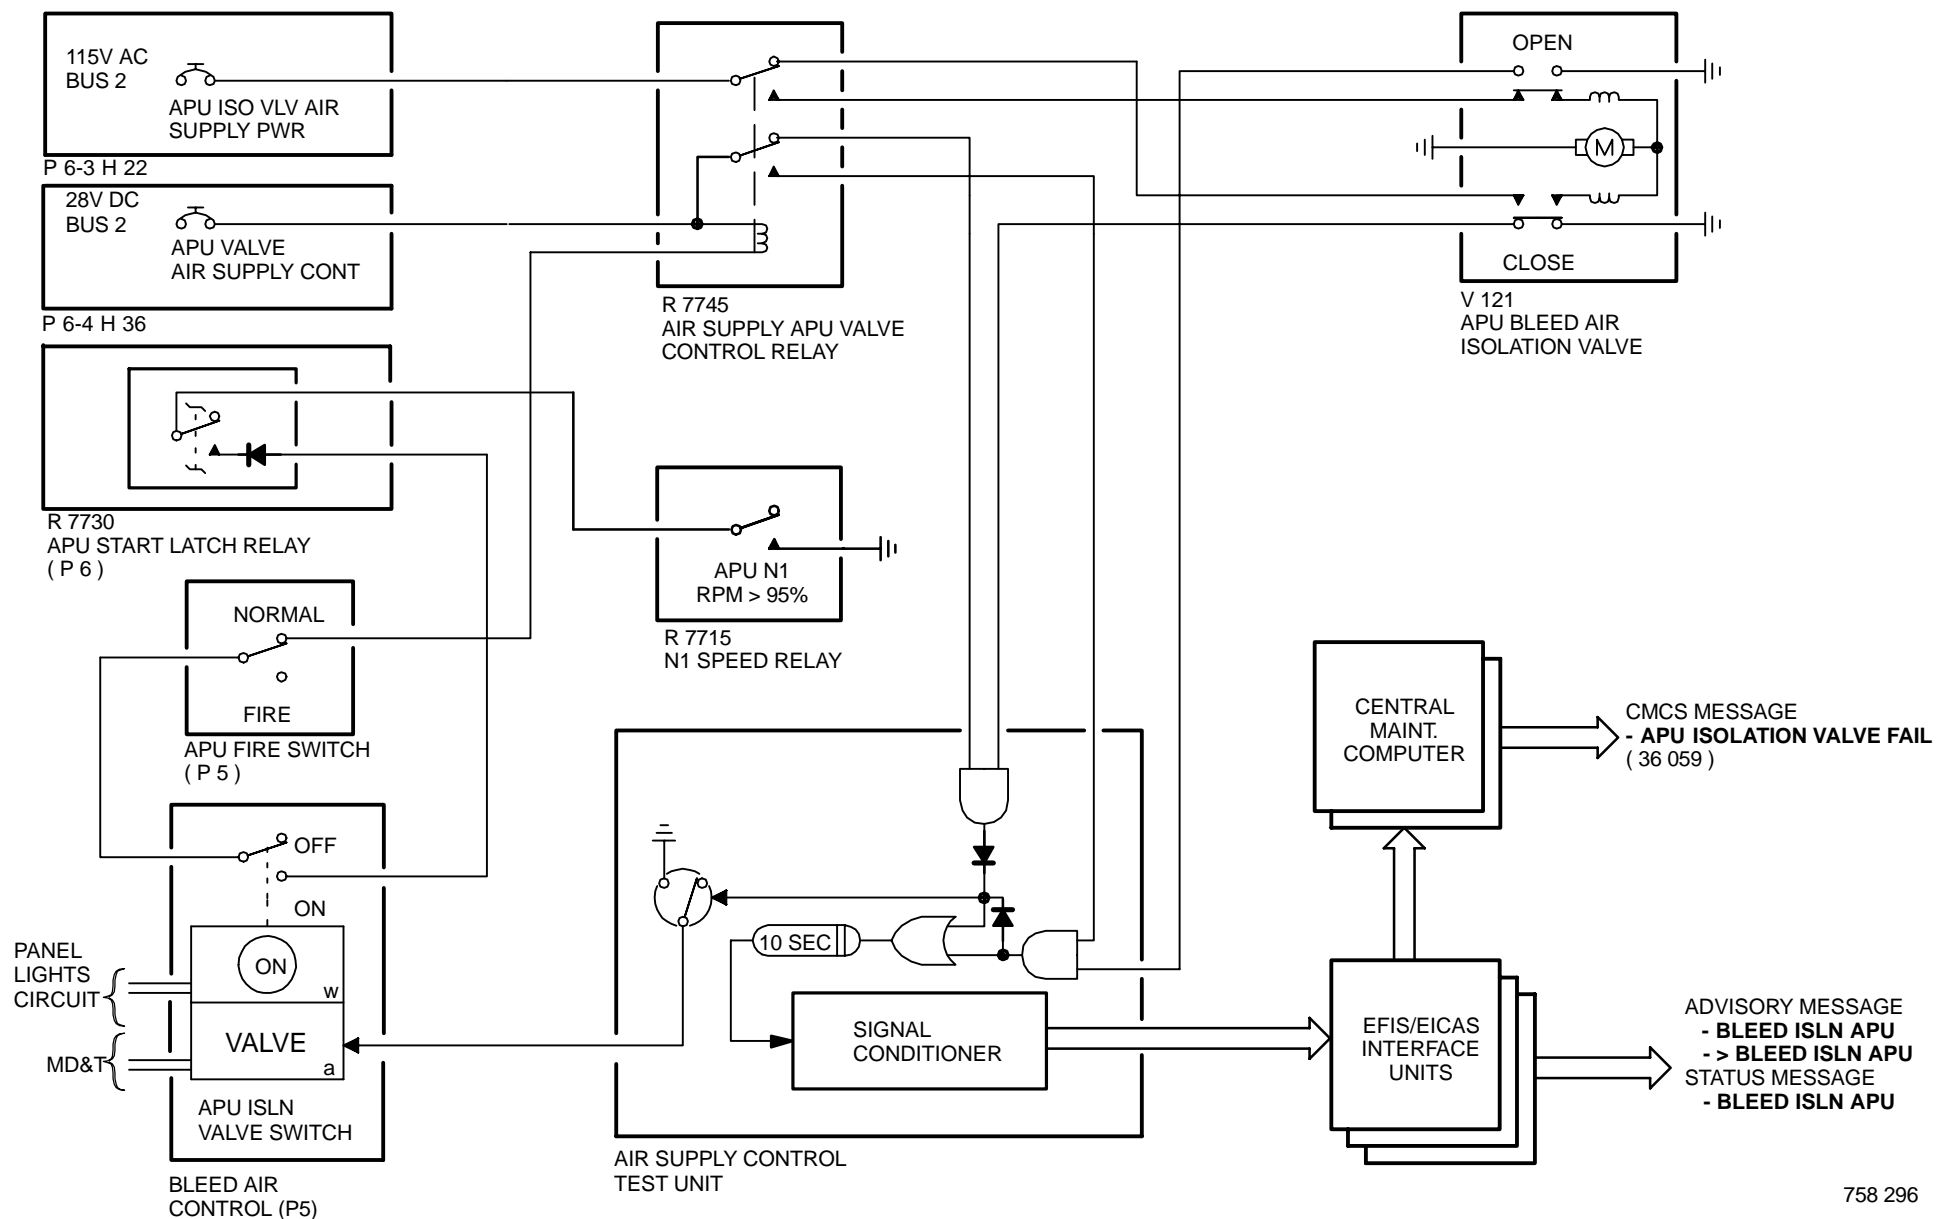 115V AC
BUS 2
APU ISO VLV AIR
SUPPLY PWR
P 6-3 H 22
28V DC
BUS 2
APU VALVE
AIR SUPPLY CONT
P 6-4 H 36
R 7730
APU START LATCH RELAY
( P 6 )
NORMAL
FIRE
APU FIRE SWITCH
( P 5 )
OFF
ON
ON
w
VALVE
a
PANEL
LIGHTS
CIRCUIT
MD&T
APU ISLN
VALVE SWITCH
BLEED AIR
CONTROL (P5)
R 7745
AIR SUPPLY APU VALVE
CONTROL RELAY
APU N1
RPM > 95%
R 7715
N1 SPEED RELAY
10 SEC
SIGNAL
CONDITIONER
AIR SUPPLY CONTROL
TEST UNIT
OPEN
M
CLOSE
V 121
APU BLEED AIR
ISOLATION VALVE
CENTRAL
MAINT.
COMPUTER
CMCS MESSAGE
- APU ISOLATION VALVE FAIL
( 36 059 )
EFIS/EICAS
INTERFACE
UNITS
ADVISORY MESSAGE
- BLEED ISLN APU
- > BLEED ISLN APU
STATUS MESSAGE
- BLEED ISLN APU
758 296